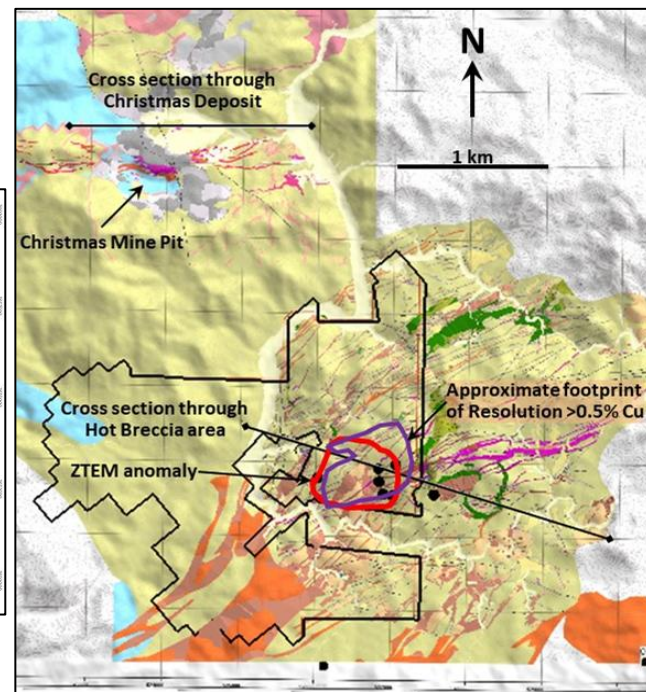 Cross section through
Christmas Deposit
N
1 km
Christmas Mine Pit
Approximate footprint
of Resolution >0.5% Cu
Cross section through
Hot Breccia area
ZTEM anomaly